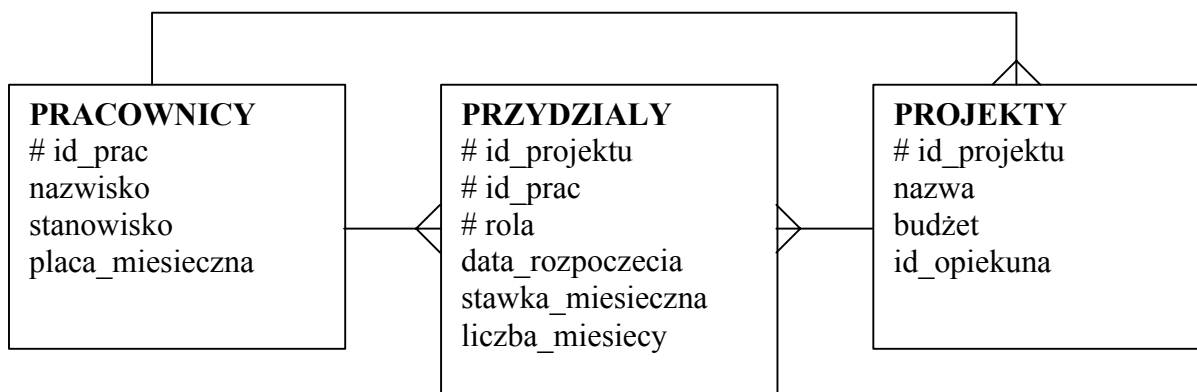 PRACOWNICY
# id_prac
nazwisko
stanowisko
placa_miesieczna
PRZYDZIALY
# id_projektu
# id_prac
# rola
data_rozpoczecia
stawka_miesieczna
liczba_miesiecy
PROJEKTY
# id_projektu
nazwa
budżet
id_opiekuna